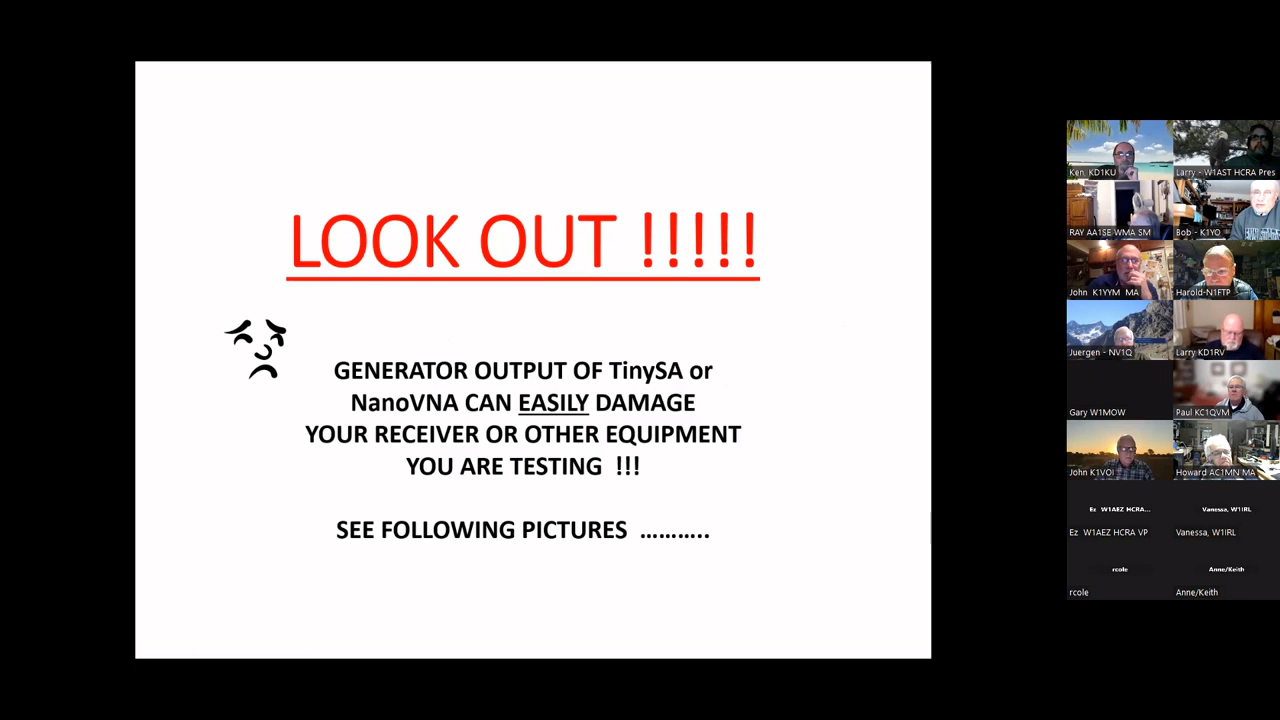 LOOK OUT !!!!!
GENERATOR OUTPUT OF TinySA or
NanoVNA CAN EASILY DAMAGE
YOUR RECEIVER OR OTHER EQUIPMENT
YOU ARE TESTING !!!
SEE FOLLOWING PICTURES ...........
Ken KD1KU
Larry - W1AST HCRA Pres
RAY AA1SE WMA SM
Bob - K1YO
John K1YYM MA
Harold-N1FTP
Juergen - NV1Q
Larry KD1RV
Gary W1MOW
Paul KC1QVM
John K1VOI
Howard AC1MN MA
Ez W1AEZ HCRA...
Vanessa, W1IRL
Ez W1AEZ HCRA VP
Vanessa, W1IRL
rcole
Anne/Keith
rcole
Anne/Keith